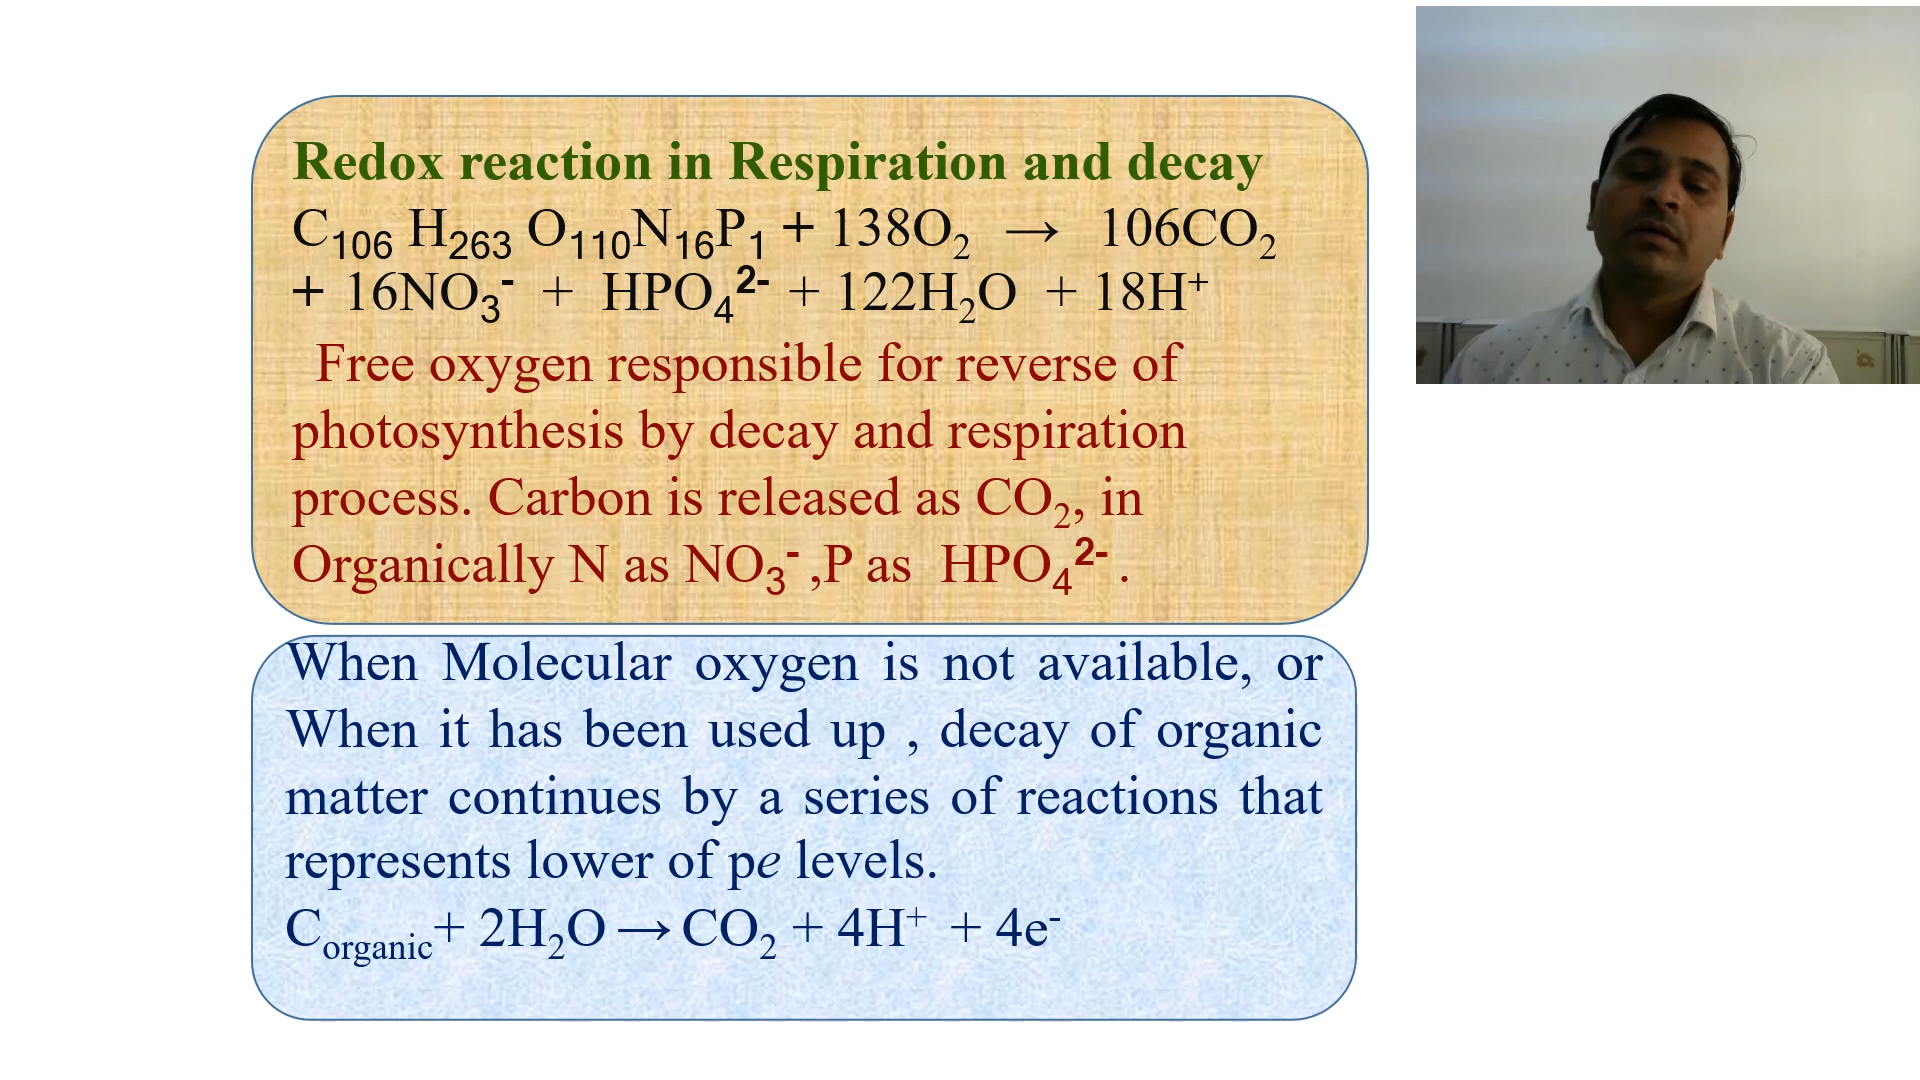 Redox reaction in Respiration and decay
C₁₀₆ H₂₆₃ O₁₁₀N₁₆P₁ + 138O₂ → 106CO₂
+ 16NO₃⁻ + HPO₄²⁻ + 122H₂O + 18H⁺
Free oxygen responsible for reverse of
photosynthesis by decay and respiration
process. Carbon is released as CO₂, in
Organically N as NO₃⁻ ,P as HPO₄²⁻ .
When Molecular oxygen is not available, or
When it has been used up , decay of organic
matter continues by a series of reactions that
represents lower of pe levels.
Corganic+ 2H₂O → CO₂ + 4H⁺ + 4e⁻